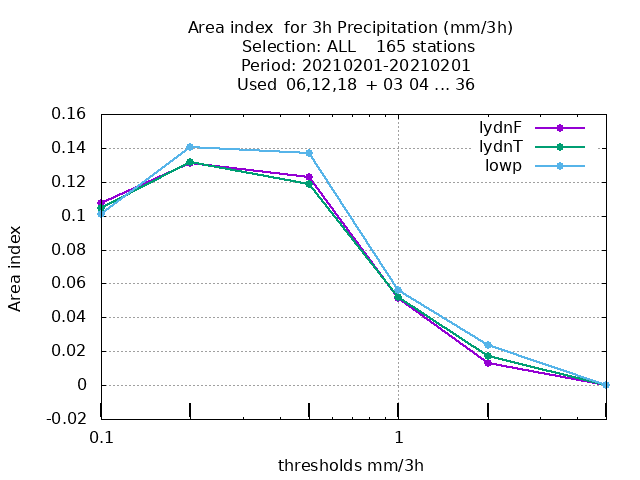 Area index  for 3h Precipitation (mm/3h)
Selection: ALL    165 stations
Period: 20210201-20210201
Used  06,12,18  + 03 04 ... 36
0.16
0.14
0.12
0.1
0.08
0.06
0.04
0.02
0
-0.02
Area index
lydnF
lydnT
lowp
0.1
1
thresholds mm/3h